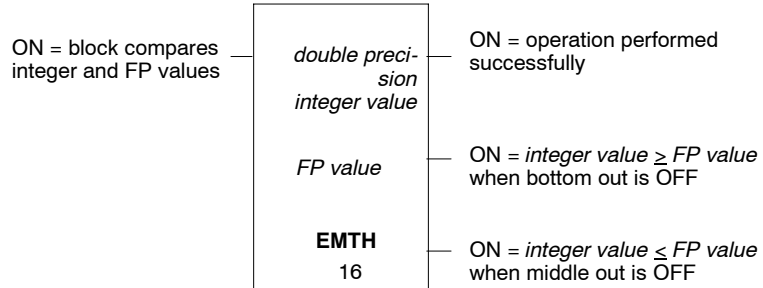 ON = block compares
integer and FP values
double preci-
sion
integer value
FP value
EMTH
16
ON = operation performed
successfully
ON = integer value ≥ FP value
when bottom out is OFF
ON = integer value ≤ FP value
when middle out is OFF